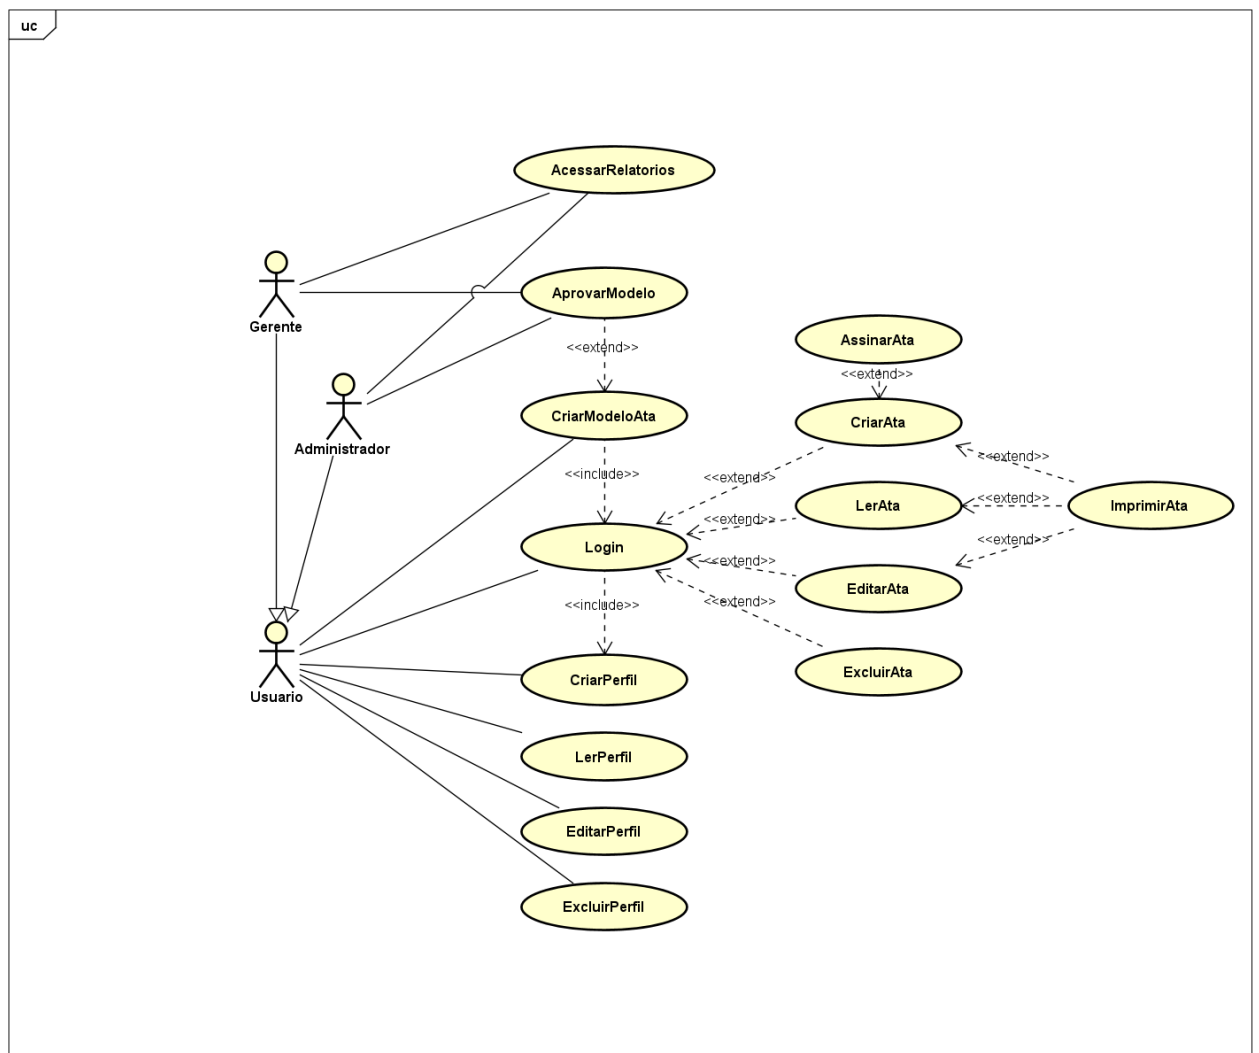 uc
AcessarRelatorios
Gerente
AprovarModelo
<<extend>>
AssinarAta
<<extend>>
Administrador
CriarModeloAta
CriarAta
<<include>>
<<extend>>
<<extend>>
LerAta
<<extend>>
<<extend>>
ImprimirAta
Login
<<extend>>
<<extend>>
EditarAta
<<include>>
<<extend>>
Usuario
CriarPerfil
ExcluirAta
LerPerfil
EditarPerfil
ExcluirPerfil